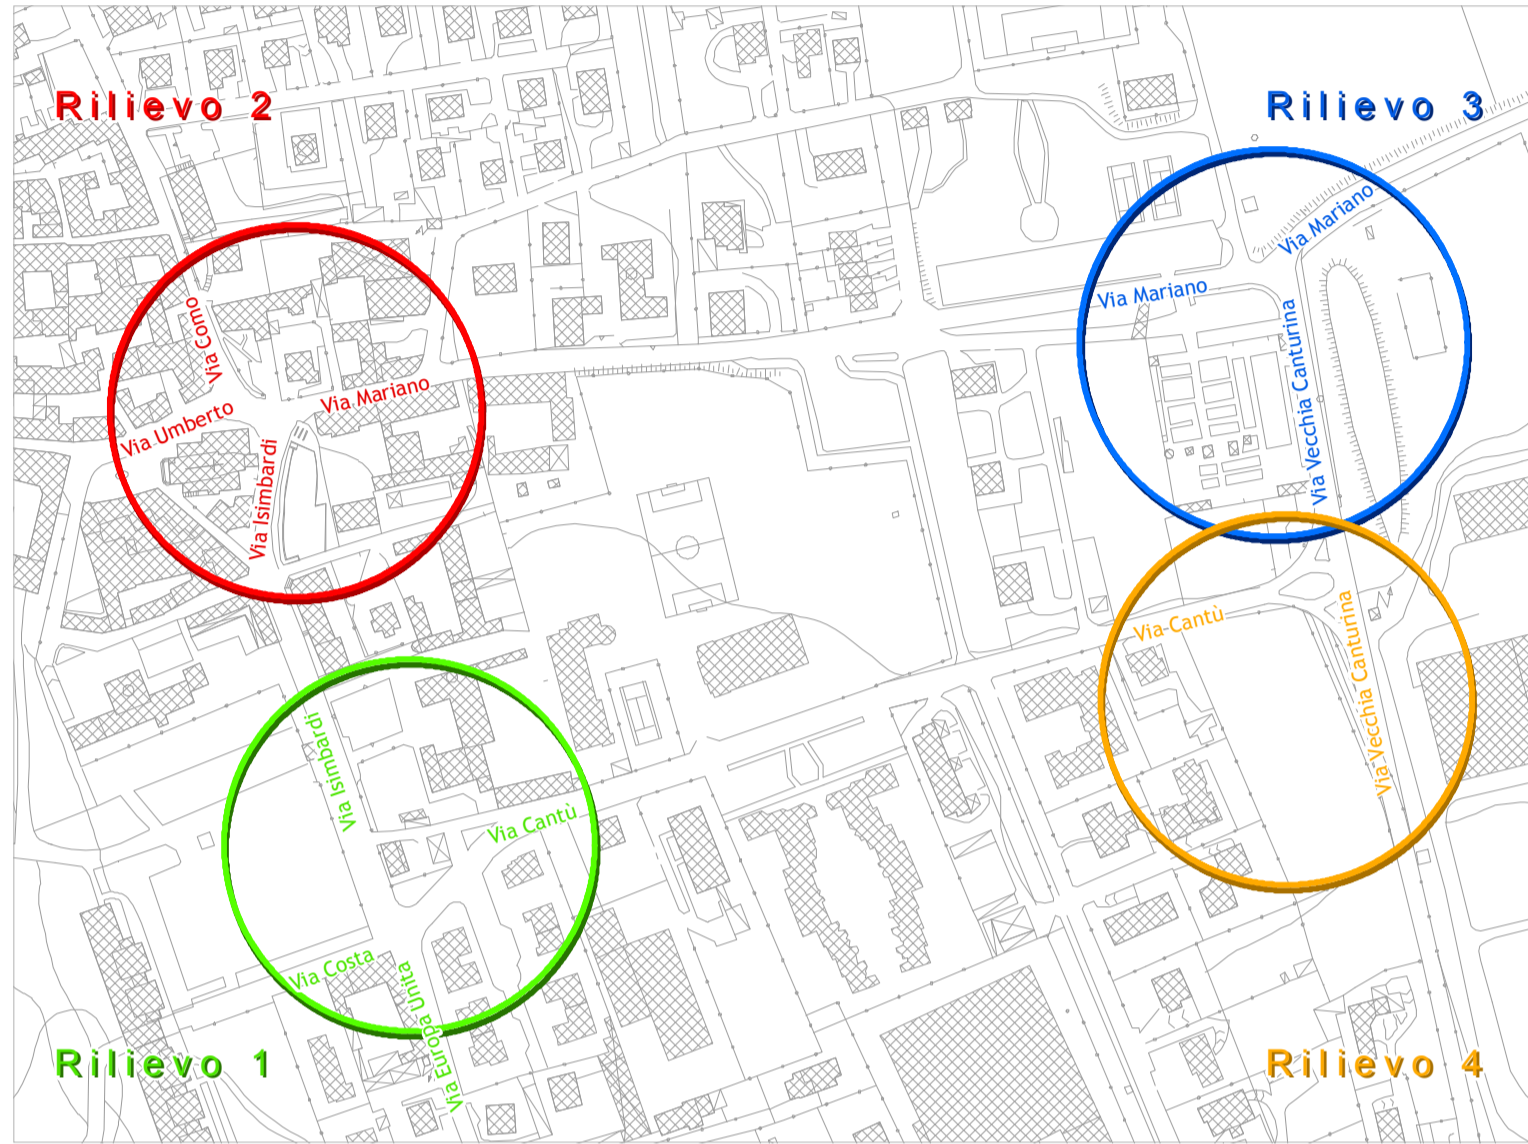 Rilievo 2
Rilievo 3
Via Como
Via Umberto
Via Mariano
Via Isimbardi
Via Mariano
Via Mariano
Via Vecchia Canturina
Via Isimbardi
Via Cantù
Via Costa
Via Europa Unita
Via Cantù
Via Vecchia Canturina
Rilievo 1
Rilievo 4